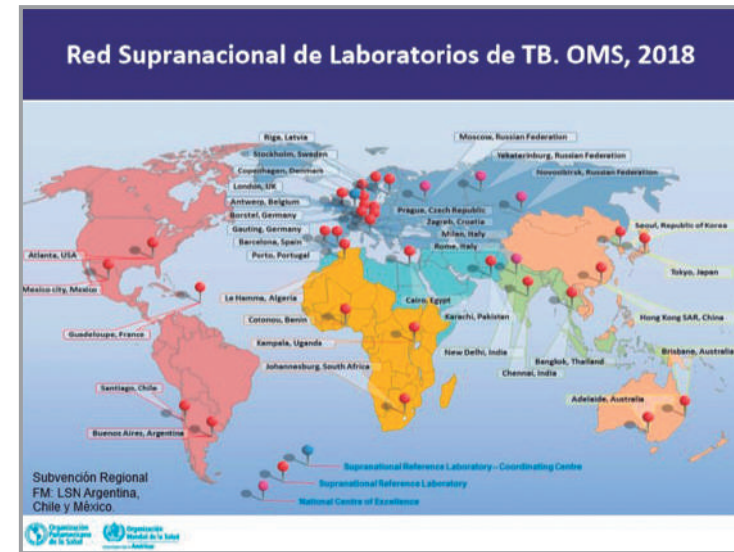 Red Supranacional de Laboratorios de TB. OMS, 2018
Riga, Latvia
Stockholm, Sweden
Copenhagen, Denmark
London, UK
Antwerp, Belgium
Borstel, Germany
Gauting, Germany
Barcelona, Spain
Porto, Portugal
Moscow, Russian Federation
Yekaterinburg, Russian Federation
Novosibirsk, Russian Federation
Prague, Czech Republic
Zagreb, Croatia
Milan, Italy
Rome, Italy
Seoul, Republic of Korea
Tokyo, Japan
Atlanta, USA
Mexico city, Mexico
Guadeloupe, France
Le Hamma, Algeria
Cotonou, Benin
Kampala, Uganda
Johannesburg, South Africa
Cairo, Egypt
Karachi, Pakistan
New Delhi, India
Chennai, India
Bangkok, Thailand
Hong Kong SAR, China
Brisbane, Australia
Adelaide, Australia
Santiago, Chile
Buenos Aires, Argentina
Supranational Reference Laboratory – Coordinating Centre
Supranational Reference Laboratory
National Centre of Excellence
Subvención Regional
FM: LSN Argentina,
Chile y México.
Organización
Panamericana
de la Salud
Organización
Mundial de la Salud
Américas